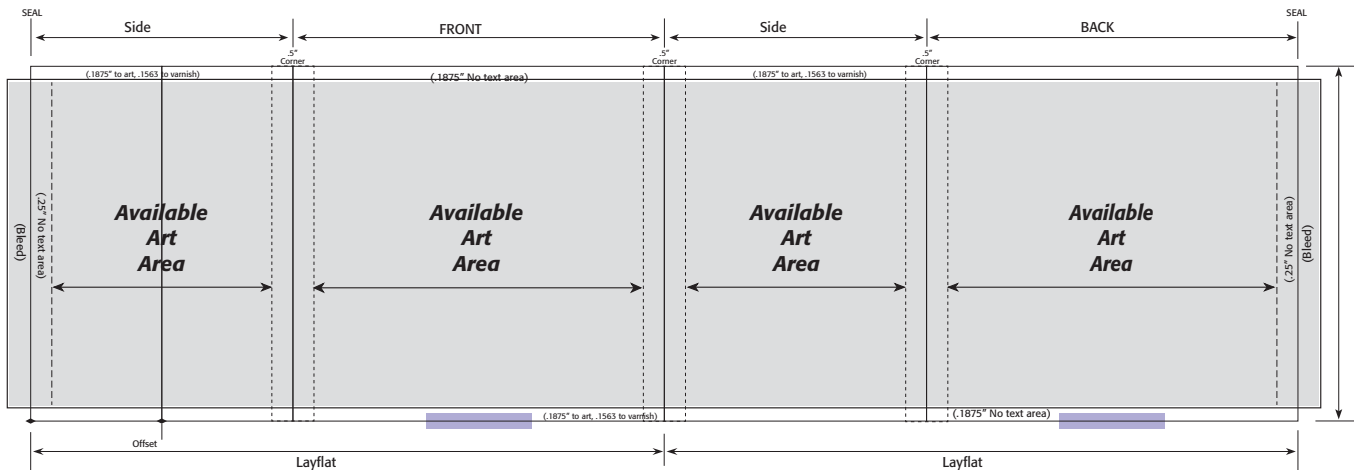 SEAL
SEAL
Side
FRONT
Side
BACK
.5"
Corner
.5"
Corner
.5"
Corner
(.1875" to art, .1563 to varnish)
(.1875" No text area)
(.1875" to art, .1563 to varnish)
(Bleed)
(.25" No text area)
Available
Art
Area
Available
Art
Area
Available
Art
Area
Available
Art
Area
(.25" No text area)
(Bleed)
(.1875" to art, .1563 to varnish)
(.1875" No text area)
Offset
Layflat
Layflat